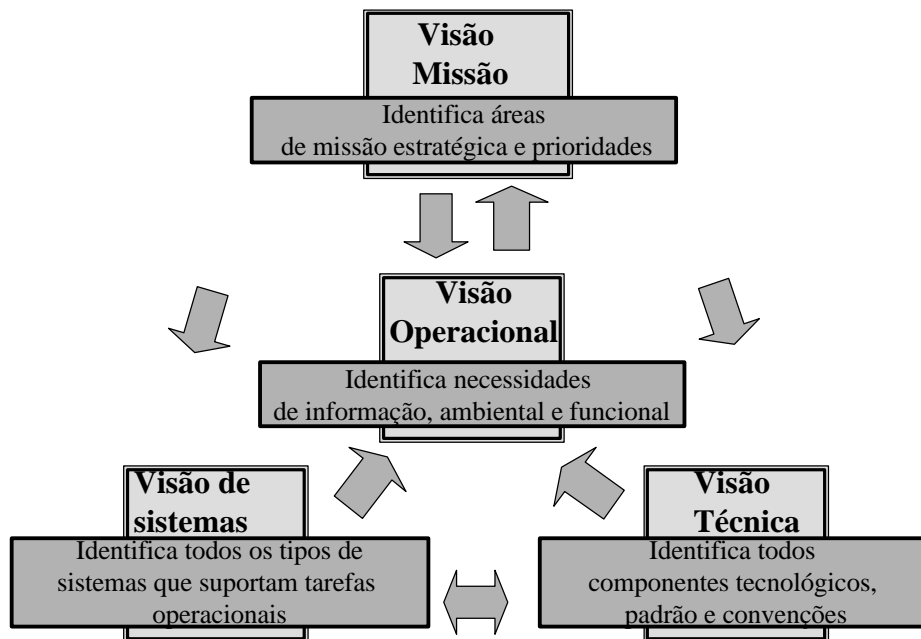 Visão
Missão
Identifica áreas
de missão estratégica e prioridades
Visão
Operacional
Identifica necessidades
de informação, ambiental e funcional
Visão de
sistemas
Identifica todos os tipos de
sistemas que suportam tarefas
operacionais
Visão
Técnica
Identifica todos
componentes tecnológicos,
padrão e convenções